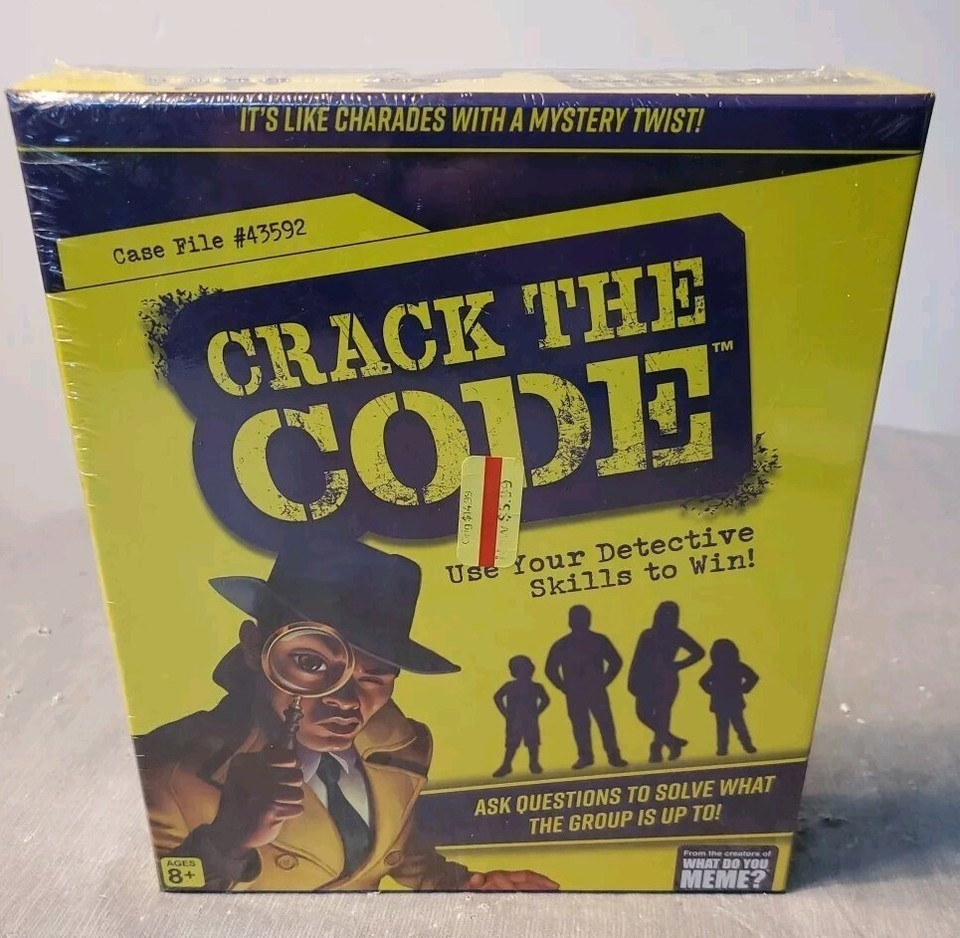 IT'S LIKE CHARADES WITH A MYSTERY TWIST!
Case File #43592
CRACK THE
CODE™
Orig $14.99
$5.09
Use Your Detective
Skills to Win!
ASK QUESTIONS TO SOLVE WHAT
THE GROUP IS UP TO!
AGES
8+
From the creators of
WHAT DO YOU
MEME?